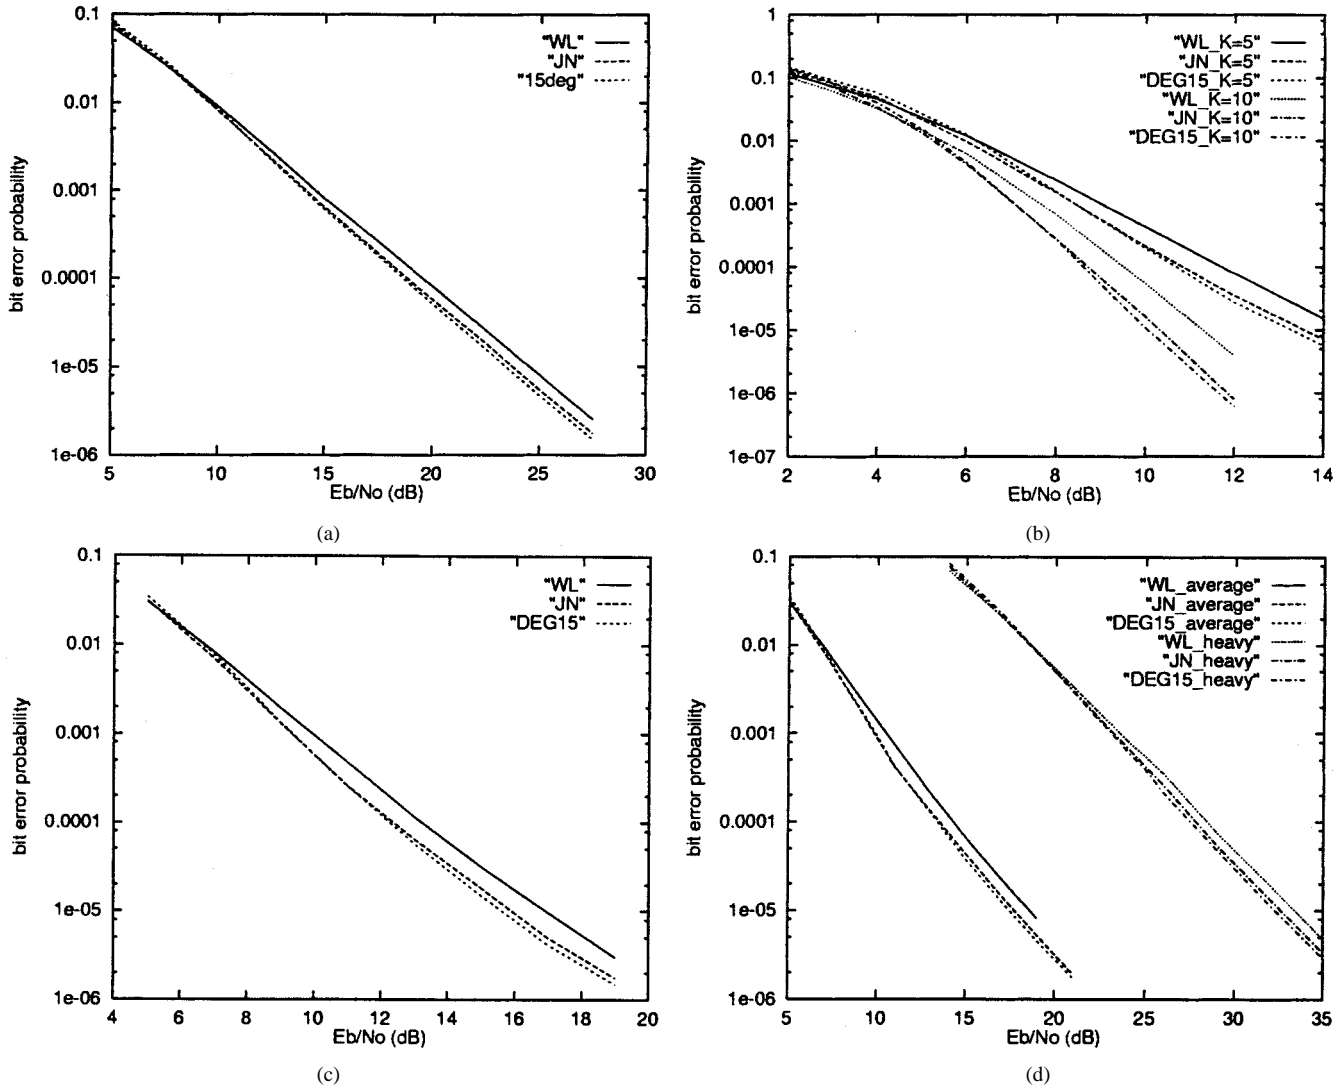 0.1
0.01
0.001
0.0001
1e-05
1e-06
bit error probability
"WL"
"JN"
"15deg"
5 10 15 20 25 30
Eb/No (dB)
(a)
1
0.1
0.01
0.001
0.0001
1e-05
1e-06
1e-07
bit error probability
"WL_K=5"
"JN_K=5"
"DEG15_K=5"
"WL_K=10"
"JN_K=10"
"DEG15_K=10"
2 4 6 8 10 12 14
Eb/No (dB)
(b)
0.1
0.01
0.001
0.0001
1e-05
1e-06
bit error probability
"WL"
"JN"
"DEG15"
4 6 8 10 12 14 16 18 20
Eb/No (dB)
(c)
0.1
0.01
0.001
0.0001
1e-05
1e-06
bit error probability
"WL_average"
"JN_average"
"DEG15_average"
"WL_heavy"
"JN_heavy"
"DEG15_heavy"
5 10 15 20 25 30 35
Eb/No (dB)
(d)